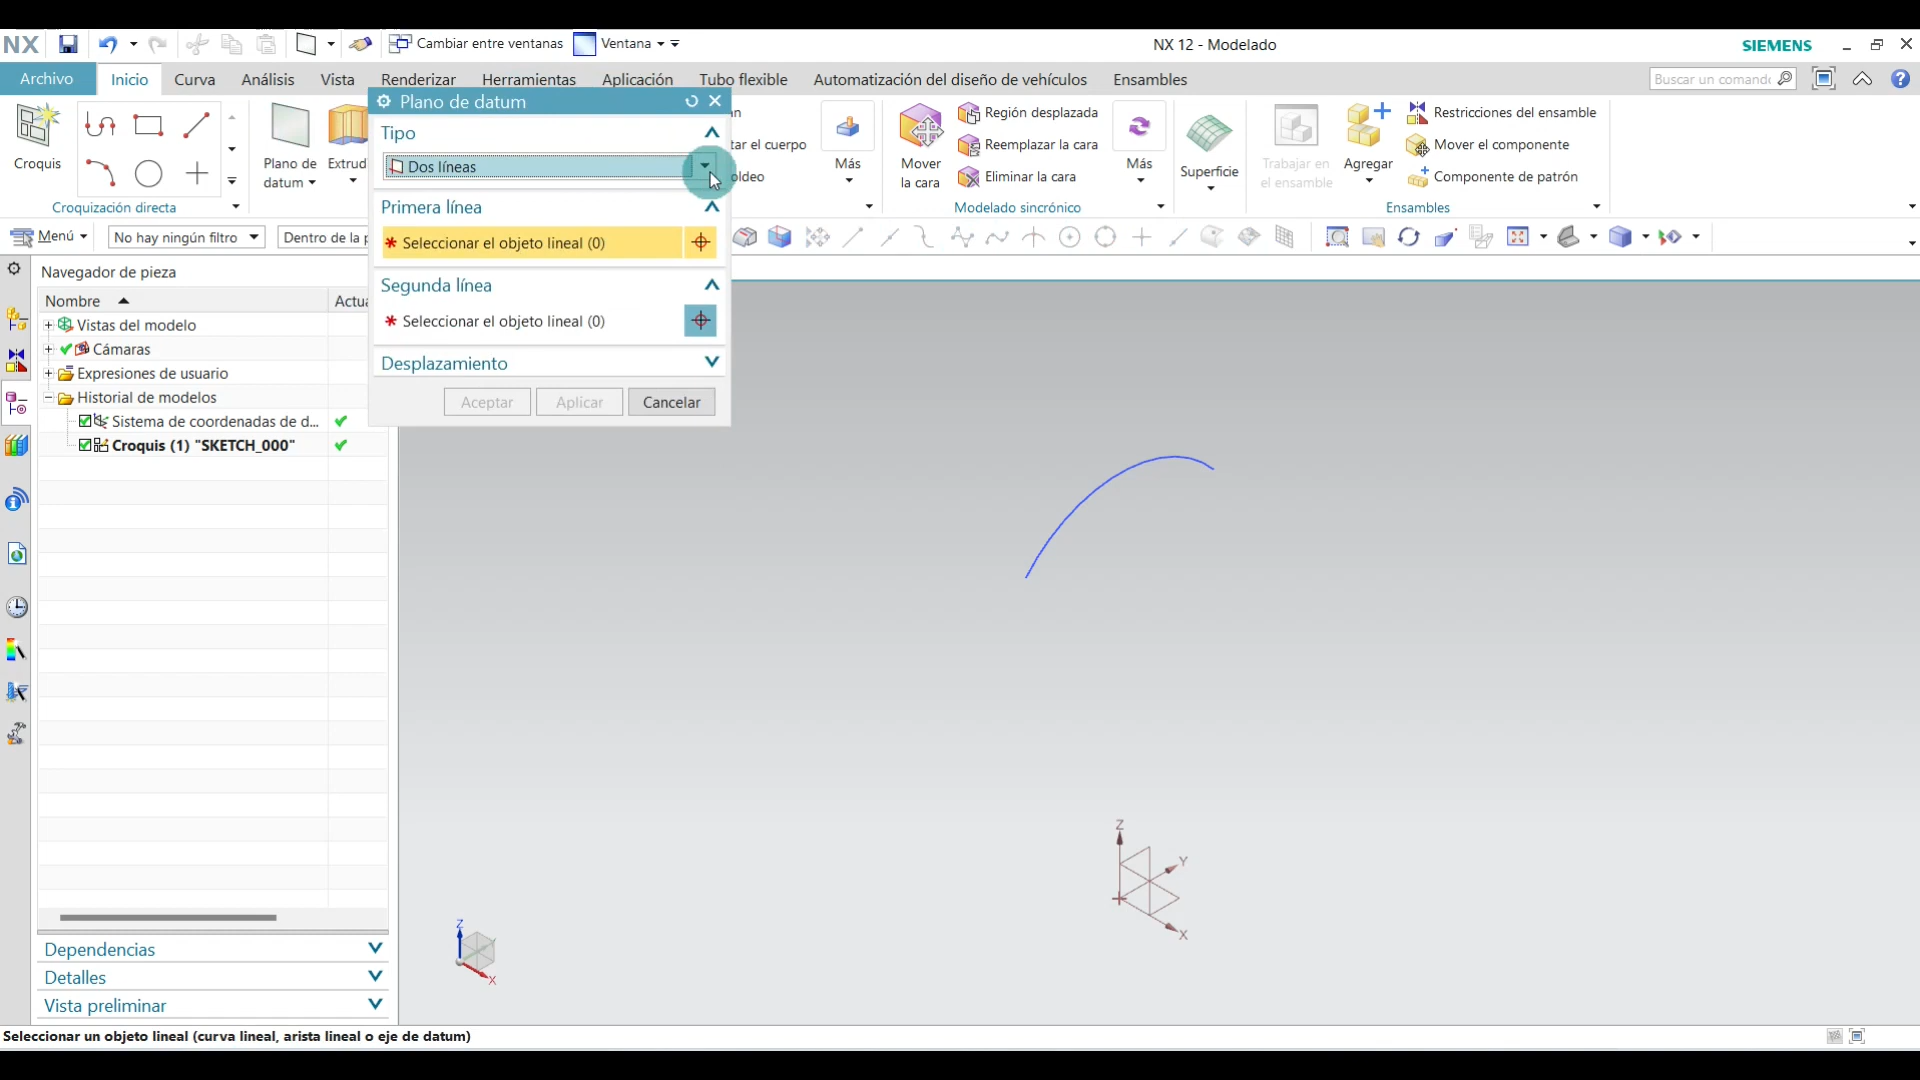 NX
Cambiar entre ventanas
Ventana
NX 12 - Modelado
SIEMENS
Archivo
Inicio
Curva
Análisis
Vista
Renderizar
Herramientas
Aplicación
Tubo flexible
Automatización del diseño de vehículos
Ensambles
Buscar un comando
Croquis
Plano de
datum
Extrud
tar el cuerpo
oldeo
Más
Mover
la cara
Región desplazada
Reemplazar la cara
Eliminar la cara
Más
Superficie
Trabajar en
el ensamble
Agregar
Restricciones del ensamble
Mover el componente
Componente de patrón
Croquización directa
Modelado sincrónico
Ensambles
Menú
No hay ningún filtro
Dentro de la p
Plano de datum
Tipo
Dos líneas
Primera línea
* Seleccionar el objeto lineal (0)
Segunda línea
* Seleccionar el objeto lineal (0)
Desplazamiento
Aceptar
Aplicar
Cancelar
Navegador de pieza
Nombre
Actua
Vistas del modelo
Cámaras
Expresiones de usuario
Historial de modelos
Sistema de coordenadas de d...
Croquis (1) "SKETCH_000"
Dependencias
Detalles
Vista preliminar
Z
Y
X
Z
X
Seleccionar un objeto lineal (curva lineal, arista lineal o eje de datum)